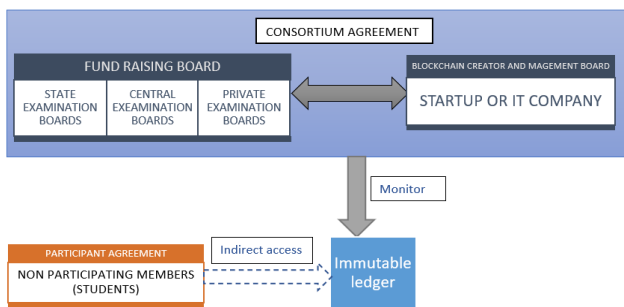 CONSORTIUM AGREEMENT
FUND RAISING BOARD
STATE
EXAMINATION
BOARDS
CENTRAL
EXEAMINATION
BOARDS
PRIVATE
EXAMINATION
BOARDS
BLOCKCHAIN CREATOR AND MAGEMENT BOARD
STARTUP OR IT COMPANY
Monitor
PARTICIPANT AGREEMENT
NON PARTICIPATING MEMBERS
(STUDENTS)
Indirect access
Immutable
ledger